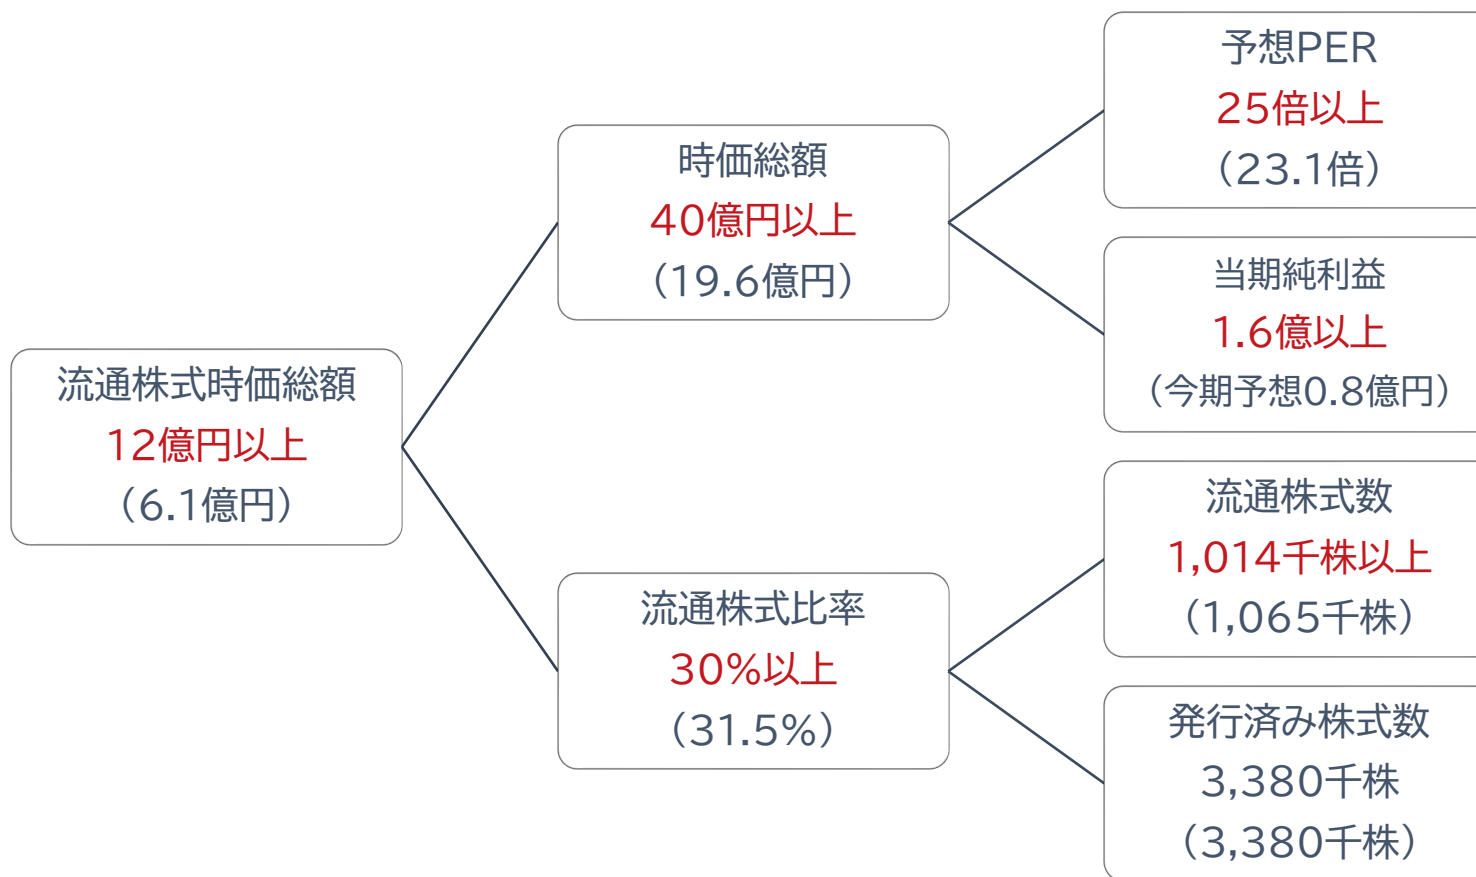 流通株式時価総額
12億円以上
（6.1億円）
時価総額
40億円以上
（19.6億円）
流通株式比率
30%以上
（31.5%）
予想PER
25倍以上
（23.1倍）
当期純利益
1.6億以上
（今期予想0.8億円）
流通株式数
1,014千株以上
（1,065千株）
発行済み株式数
3,380千株
（3,380千株）